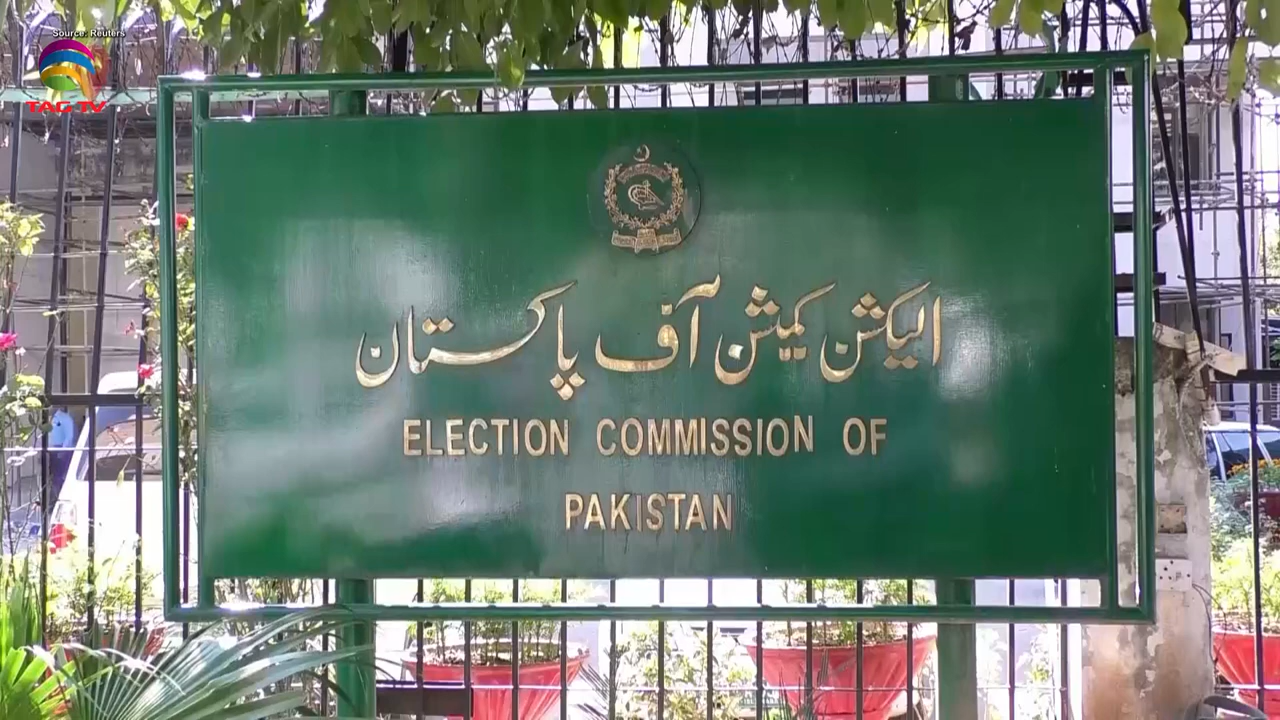 Source: Reuters
TAG TV
الیکشن کمیشن آف پاکستان
ELECTION COMMISSION OF
PAKISTAN